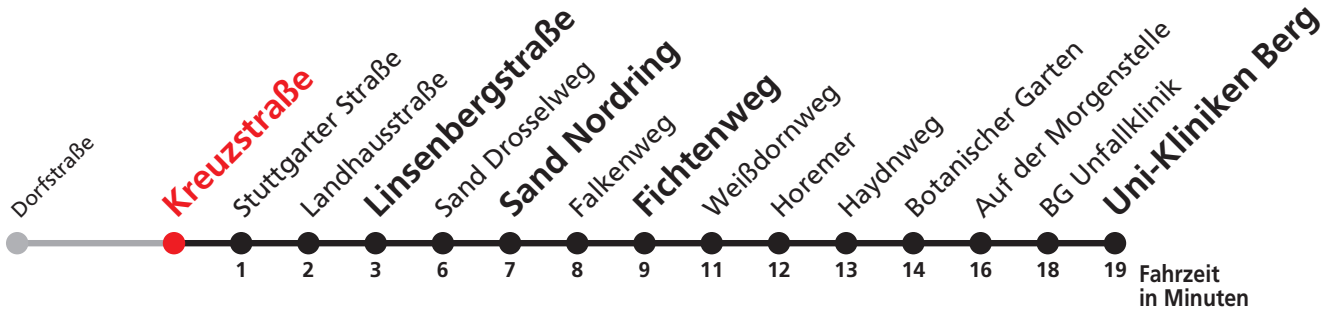 Dorfstraße
Kreuzstraße
Stuttgarter Straße
Landhausstraße
Linsenbergstraße
Sand Drosselweg
Sand Nordring
Falkenweg
Fichtenweg
Weißdornweg
Horemer
Haydnweg
Botanischer Garten
Auf der Morgenstelle
BG Unfallklinik
Uni-Kliniken Berg
1 2 3 6 7 8 9 11 12 13 14 16 18 19
Fahrzeit
in Minuten